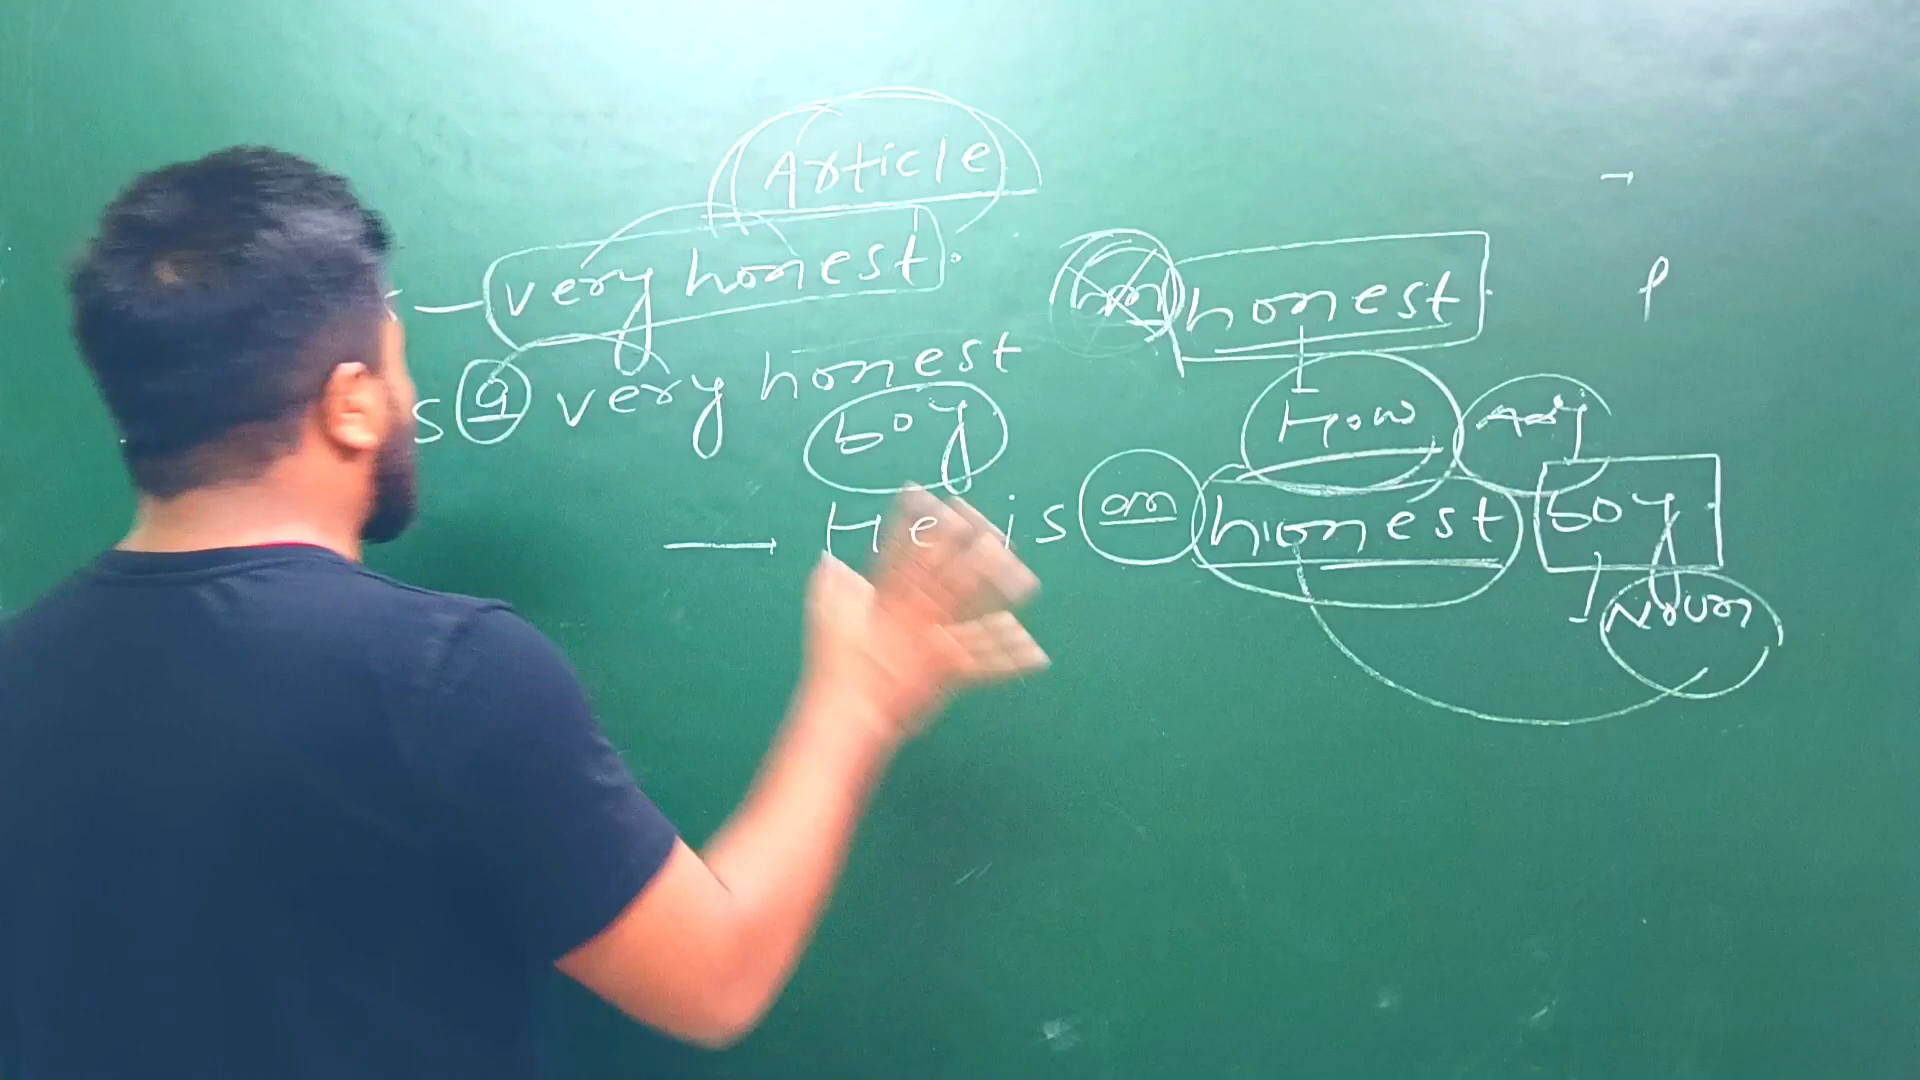 Article
very honest.
an honest.
s a very honest
How Adj
boy
He is an honest boy
Noun